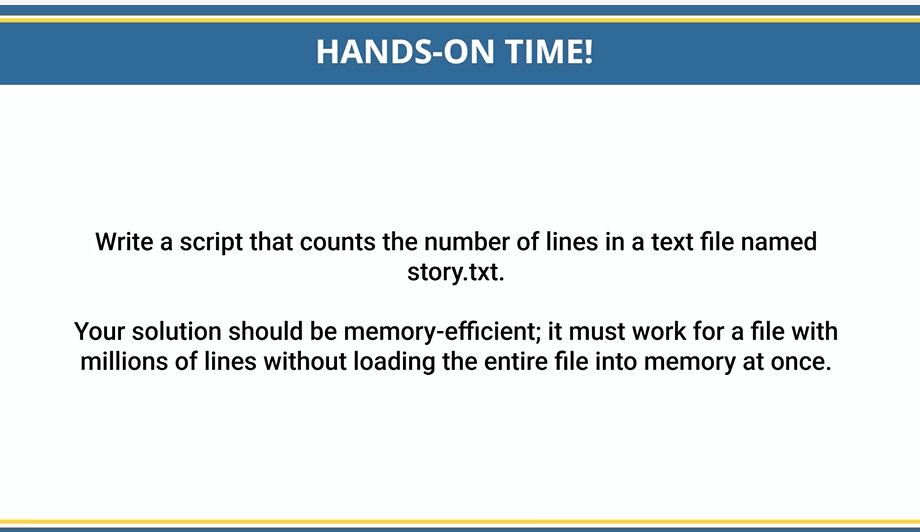 HANDS-ON TIME!
Write a script that counts the number of lines in a text file named
story.txt.
Your solution should be memory-efficient; it must work for a file with
millions of lines without loading the entire file into memory at once.